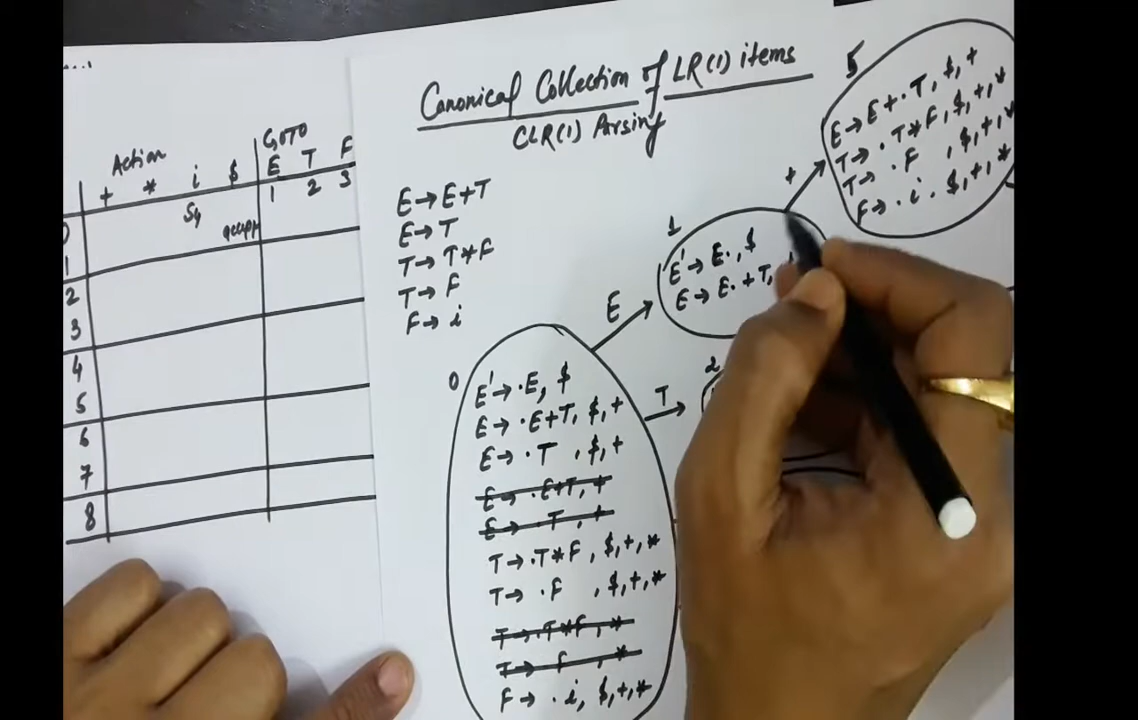 Canonical Collection of LR(1) items
CLR(1) Parsing
Action GOTO
+ * i $ E T F
S4 1 2 3
accept
1
2
3
4
5
6
7
8
E → E+T
E → T
T → T*F
T → F
F → i
0
E' → ·E, $
E → ·E+T, $,+
E → ·T , $,+
E → ·E+T, +
E → ·T , +
T → ·T*F , $,+,*
T → ·F , $,+,*
T → ·T*F, *
T → F , *
F → ·i, $,+,*
E
T
1
E' → E·, $
E → E·+T,
2
+
5
E → E+·T, $,+
T → ·T*F, $,+,*
T → ·F , $,+,*
F → ·i. $,+,*